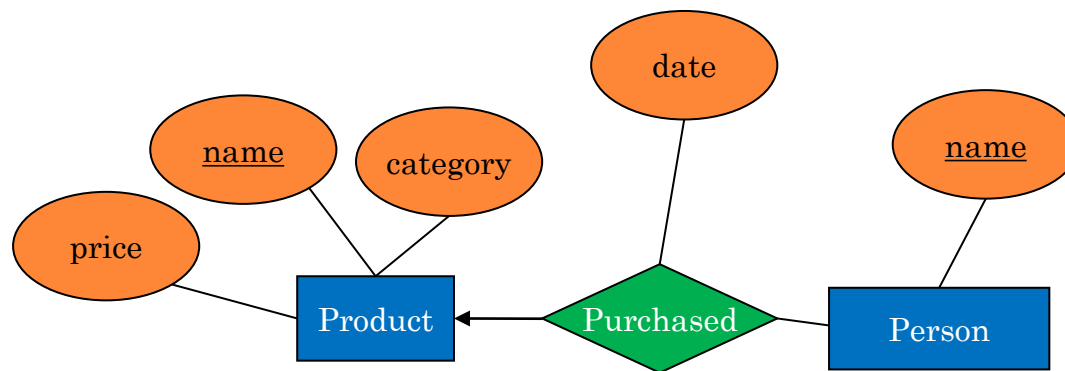 date
name
name
category
price
Product
Purchased
Person